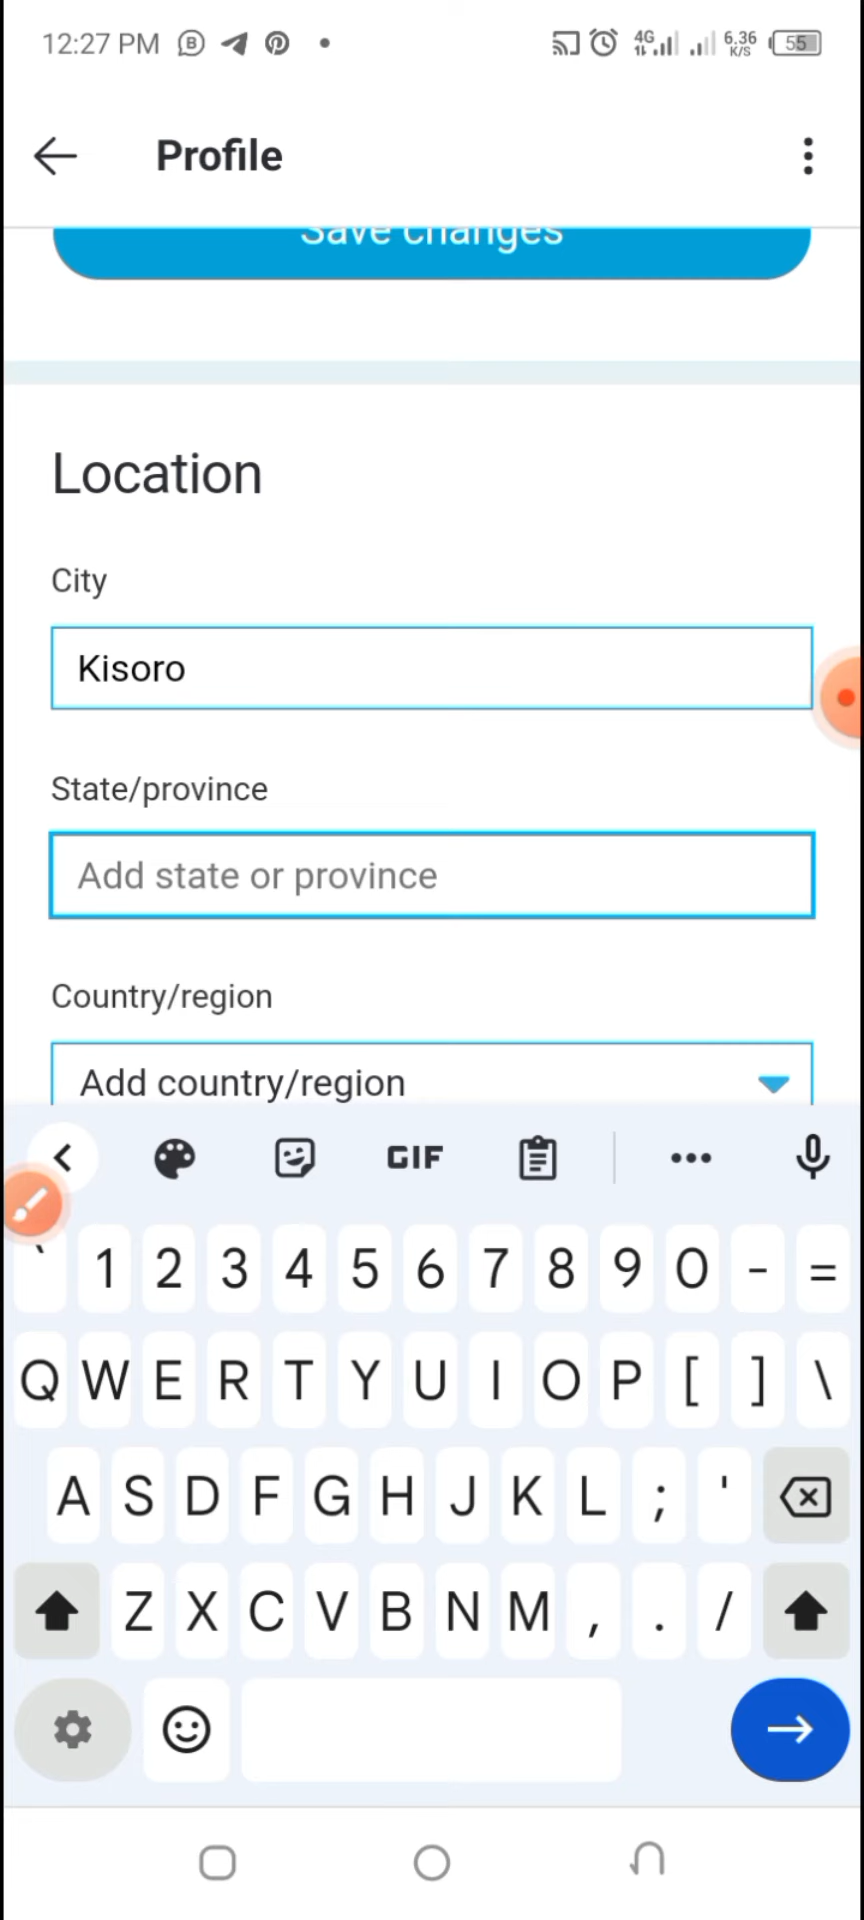 12:27 PM
4G
6.36
K/S
55
Profile
Save changes
Location
City
Kisoro
State/province
Add state or province
Country/region
Add country/region
GIF
` 1 2 3 4 5 6 7 8 9 0 - =
Q W E R T Y U I O P [ ] \
A S D F G H J K L ; '
Z X C V B N M , . /